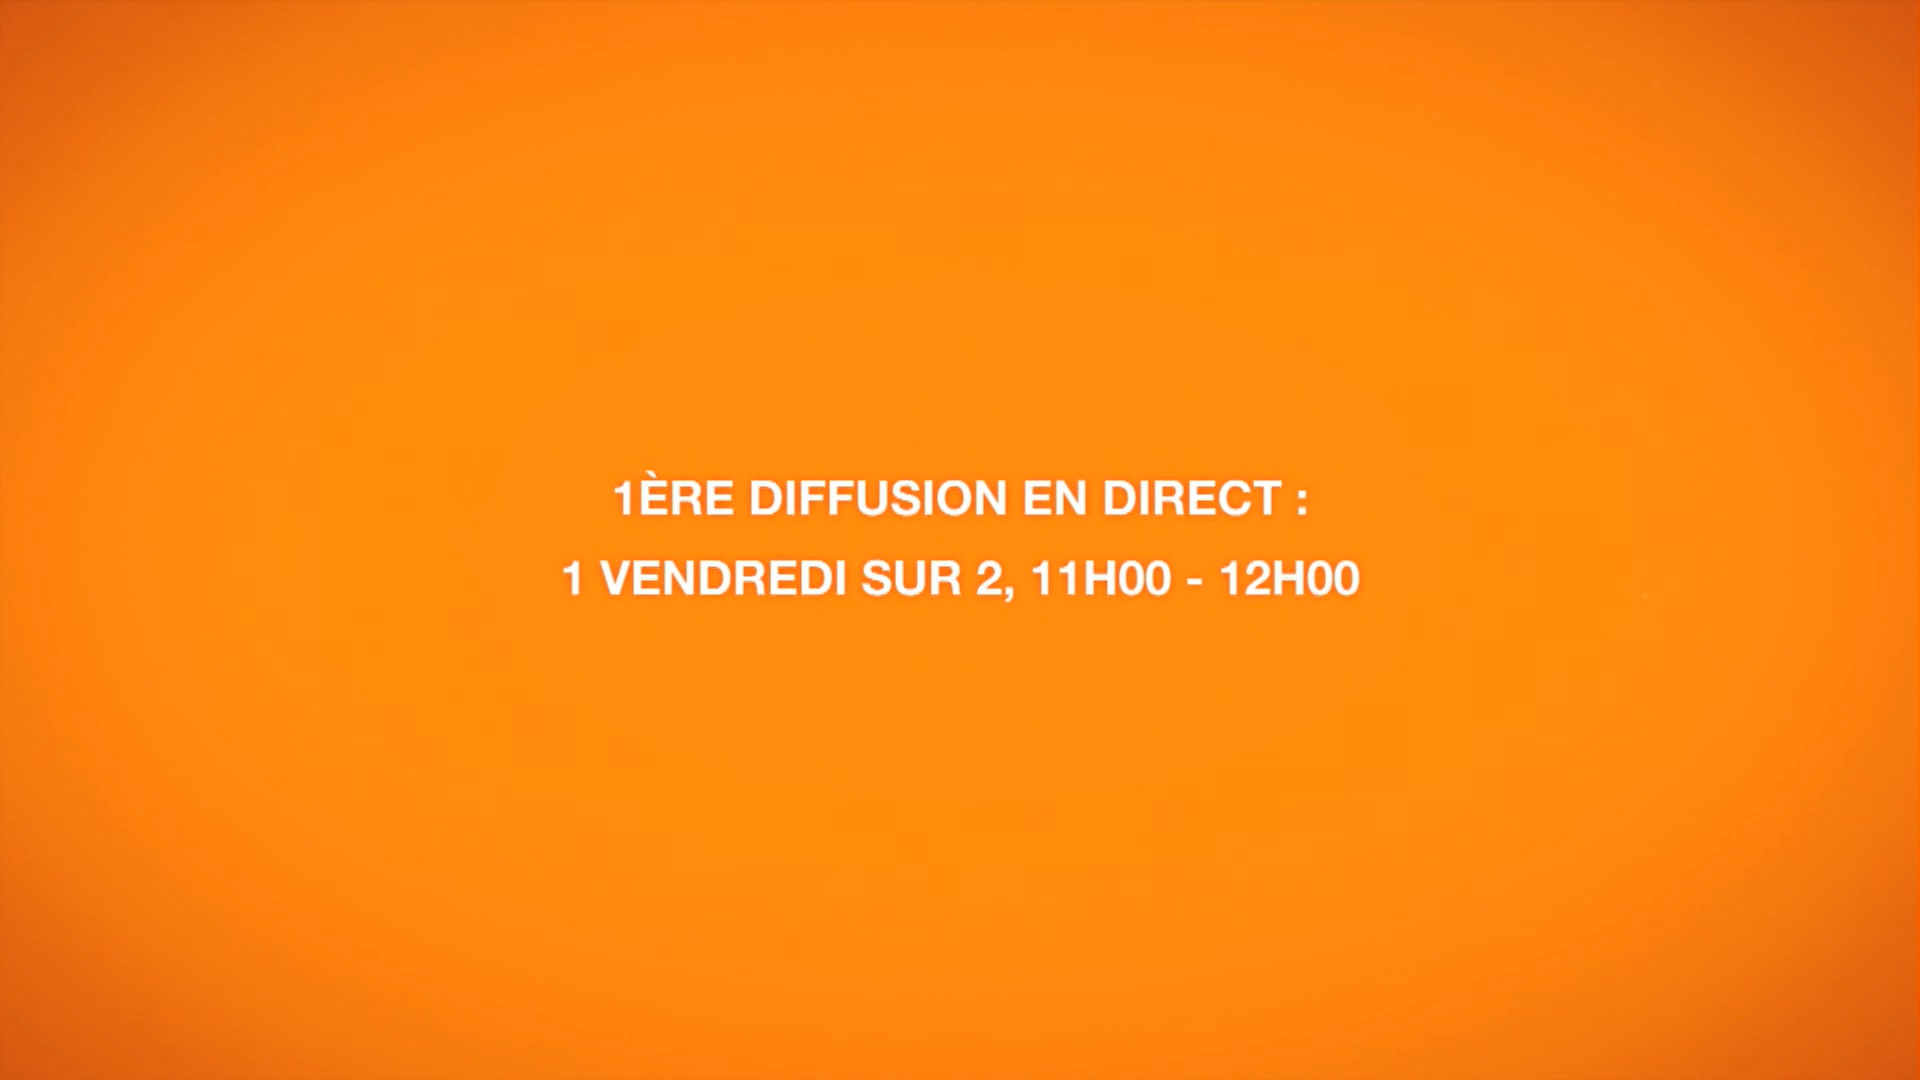 1ÈRE DIFFUSION EN DIRECT :
1 VENDREDI SUR 2, 11H00 - 12H00